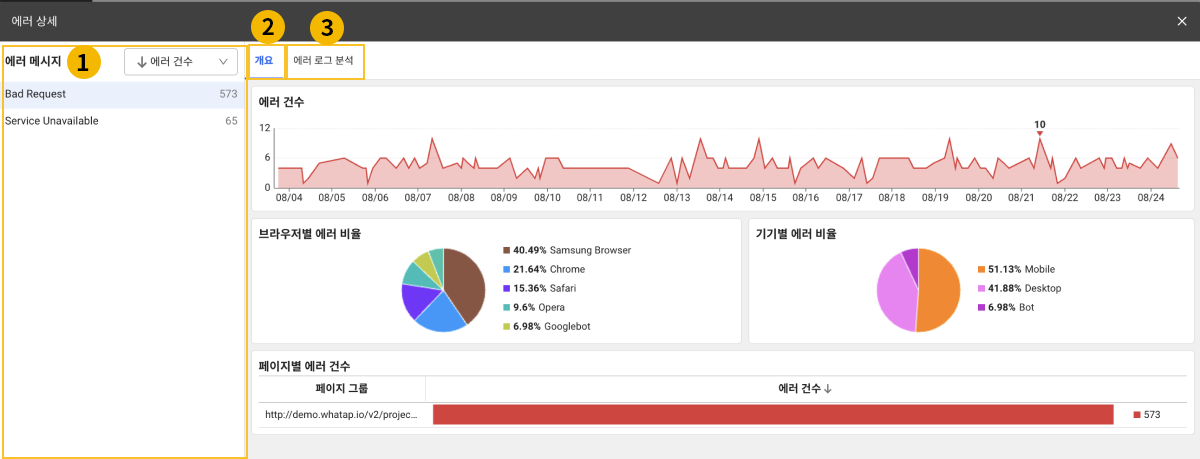 에러 상세
1
2
3
에러 메시지
에러 건수
개요
에러 로그 분석
Bad Request 573
Service Unavailable 65
에러 건수
12
6
0
10
08/04 08/05 08/06 08/07 08/08 08/09 08/10 08/11 08/12 08/13 08/14 08/15 08/16 08/17 08/18 08/19 08/20 08/21 08/22 08/23 08/24
브라우저별 에러 비율
40.49% Samsung Browser
21.64% Chrome
15.36% Safari
9.6% Opera
6.98% Googlebot
기기별 에러 비율
51.13% Mobile
41.88% Desktop
6.98% Bot
페이지별 에러 건수
페이지 그룹 에러 건수
http://demo.whatap.io/v2/projec... 573